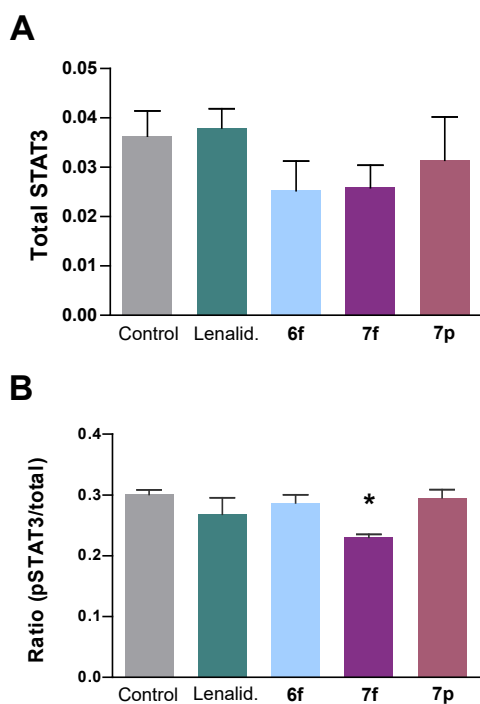 A
Total STAT3
0.05
0.04
0.03
0.02
0.01
0.00
Control Lenalid. 6f 7f 7p
B
Ratio (pSTAT3/total)
0.4
0.3
0.2
0.1
0.0
*
Control Lenalid. 6f 7f 7p